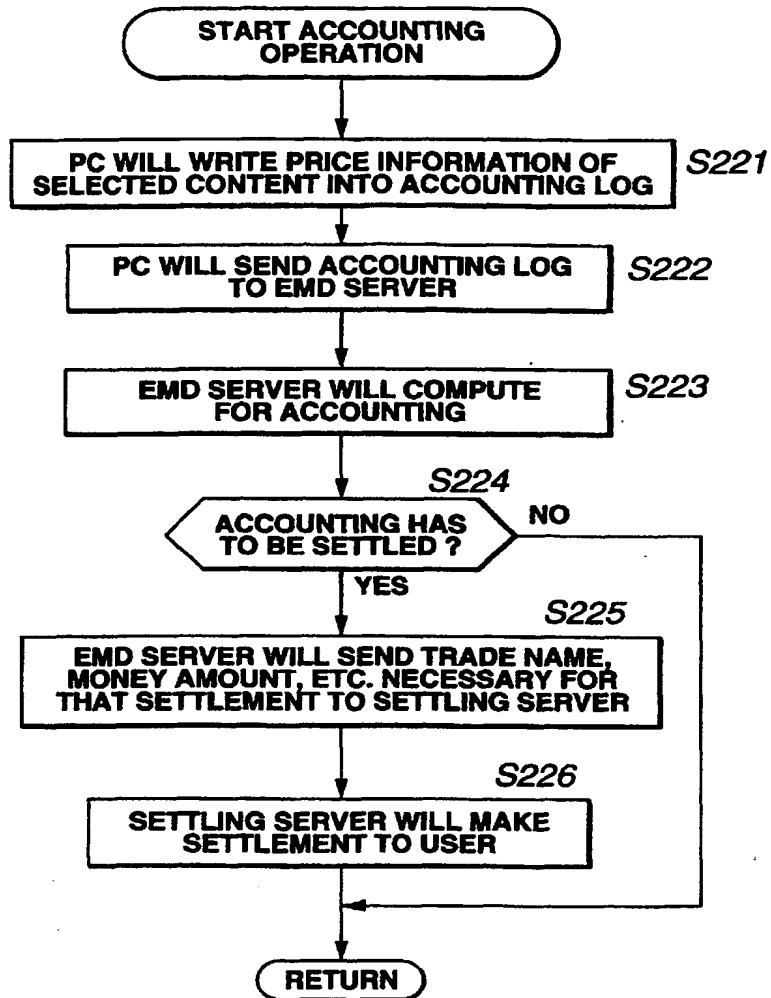 START ACCOUNTING
OPERATION
PC WILL WRITE PRICE INFORMATION OF
SELECTED CONTENT INTO ACCOUNTING LOG
S221
PC WILL SEND ACCOUNTING LOG
TO EMD SERVER
S222
EMD SERVER WILL COMPUTE
FOR ACCOUNTING
S223
S224
ACCOUNTING HAS
TO BE SETTLED ?
NO
YES
S225
EMD SERVER WILL SEND TRADE NAME,
MONEY AMOUNT, ETC. NECESSARY FOR
THAT SETTLEMENT TO SETTLING SERVER
S226
SETTLING SERVER WILL MAKE
SETTLEMENT TO USER
RETURN